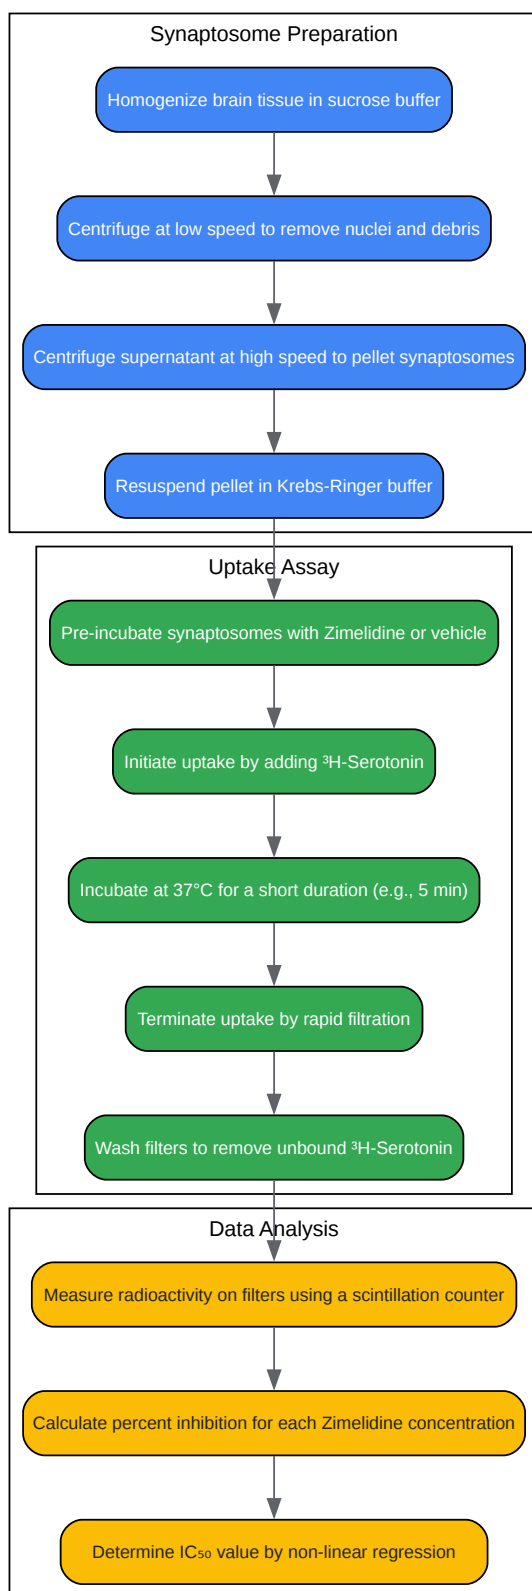 Synaptosome Preparation
Homogenize brain tissue in sucrose buffer
Centrifuge at low speed to remove nuclei and debris
Centrifuge supernatant at high speed to pellet synaptosomes
Resuspend pellet in Krebs-Ringer buffer
Uptake Assay
Pre-incubate synaptosomes with Zimelidine or vehicle
Initiate uptake by adding ³H-Serotonin
Incubate at 37°C for a short duration (e.g., 5 min)
Terminate uptake by rapid filtration
Wash filters to remove unbound ³H-Serotonin
Data Analysis
Measure radioactivity on filters using a scintillation counter
Calculate percent inhibition for each Zimelidine concentration
Determine IC₅₀ value by non-linear regression